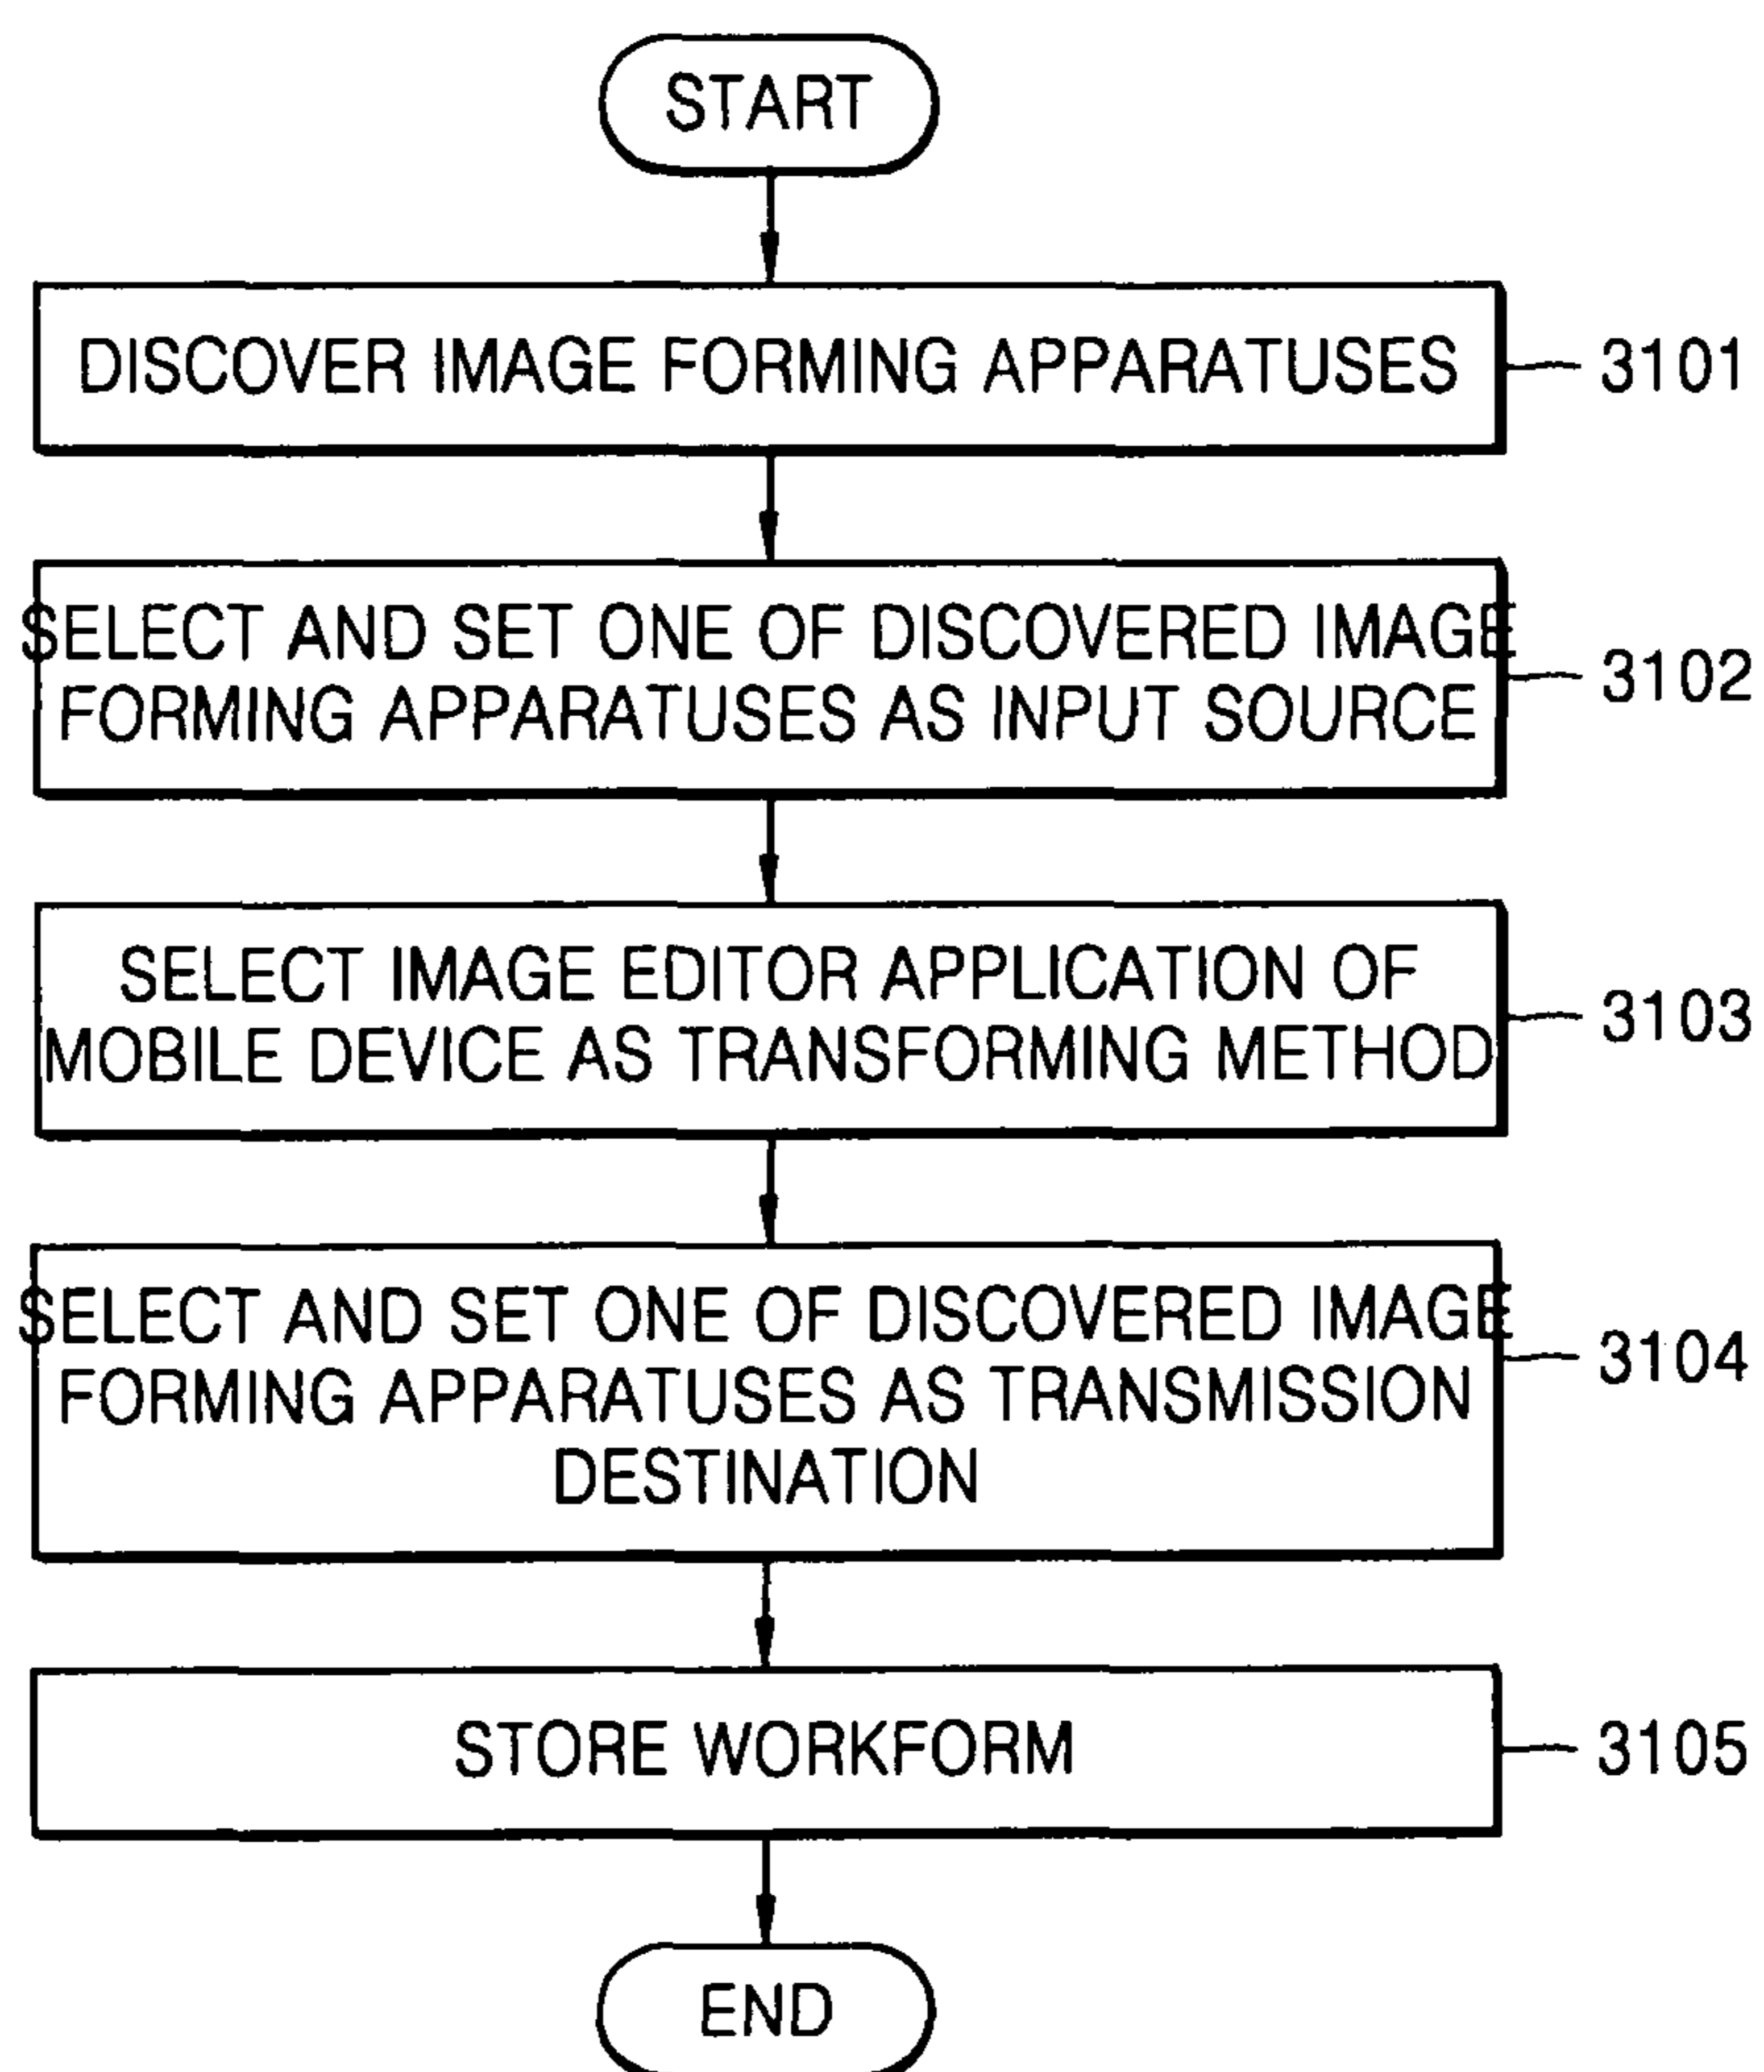 START
DISCOVER IMAGE FORMING APPARATUSES
3101
SELECT AND SET ONE OF DISCOVERED IMAGE
FORMING APPARATUSES AS INPUT SOURCE
3102
SELECT IMAGE EDITOR APPLICATION OF
MOBILE DEVICE AS TRANSFORMING METHOD
3103
SELECT AND SET ONE OF DISCOVERED IMAGE
FORMING APPARATUSES AS TRANSMISSION
DESTINATION
3104
STORE WORKFORM
3105
END